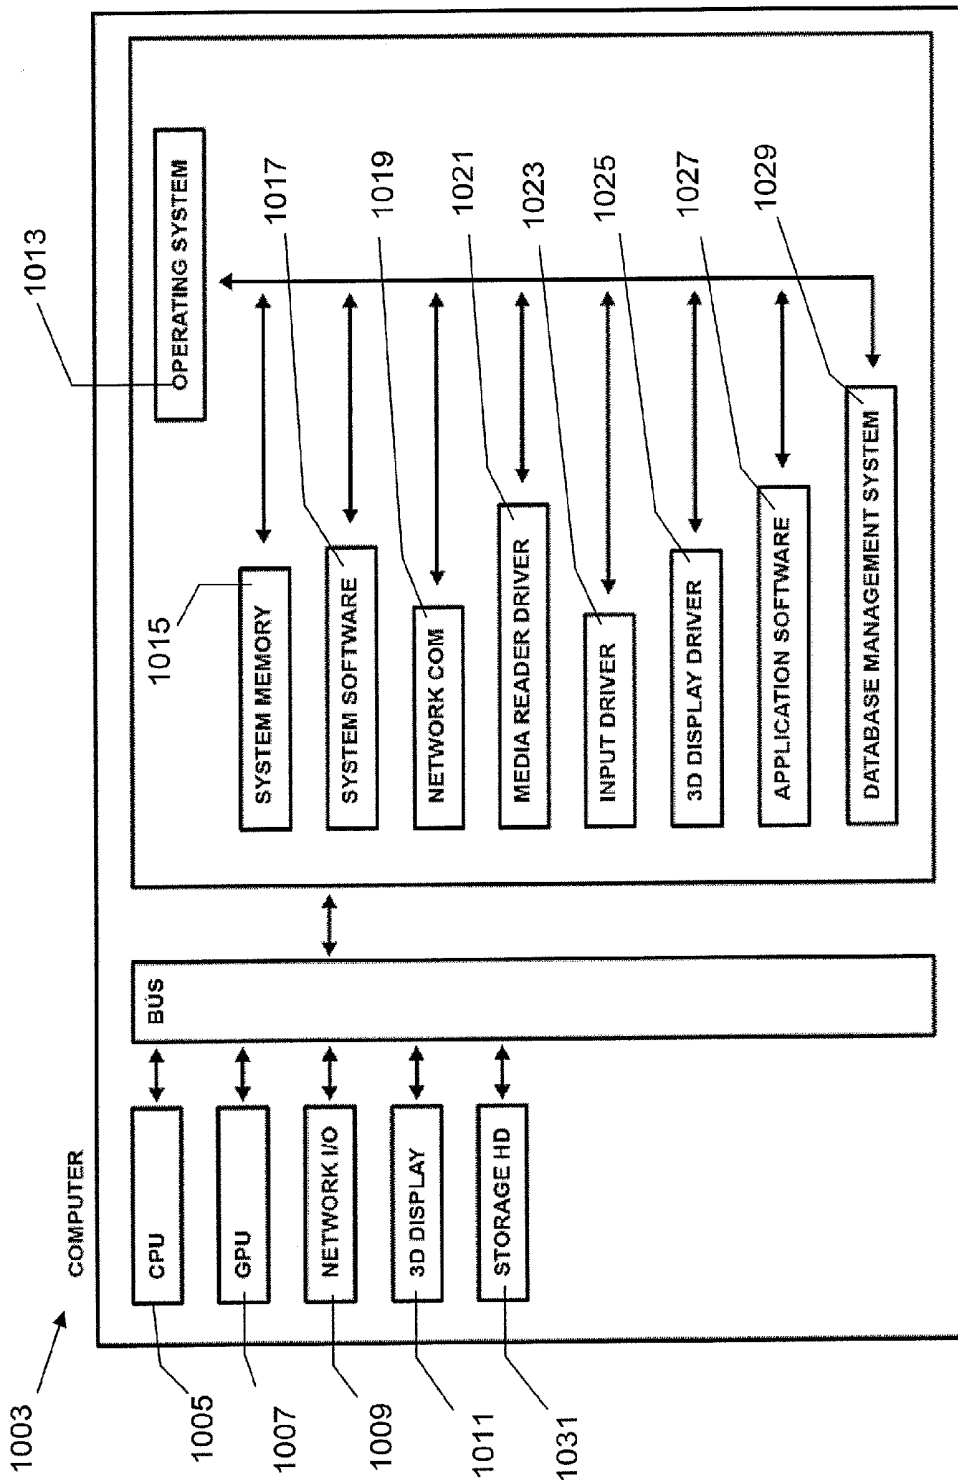 1003
COMPUTER
1005
CPU
1007
GPU
1009
NETWORK I/O
1011
3D DISPLAY
1031
STORAGE HD
BUS
1013
OPERATING SYSTEM
1015
SYSTEM MEMORY
1017
SYSTEM SOFTWARE
1019
NETWORK COM
1021
MEDIA READER DRIVER
1023
INPUT DRIVER
1025
3D DISPLAY DRIVER
1027
APPLICATION SOFTWARE
1029
DATABASE MANAGEMENT SYSTEM